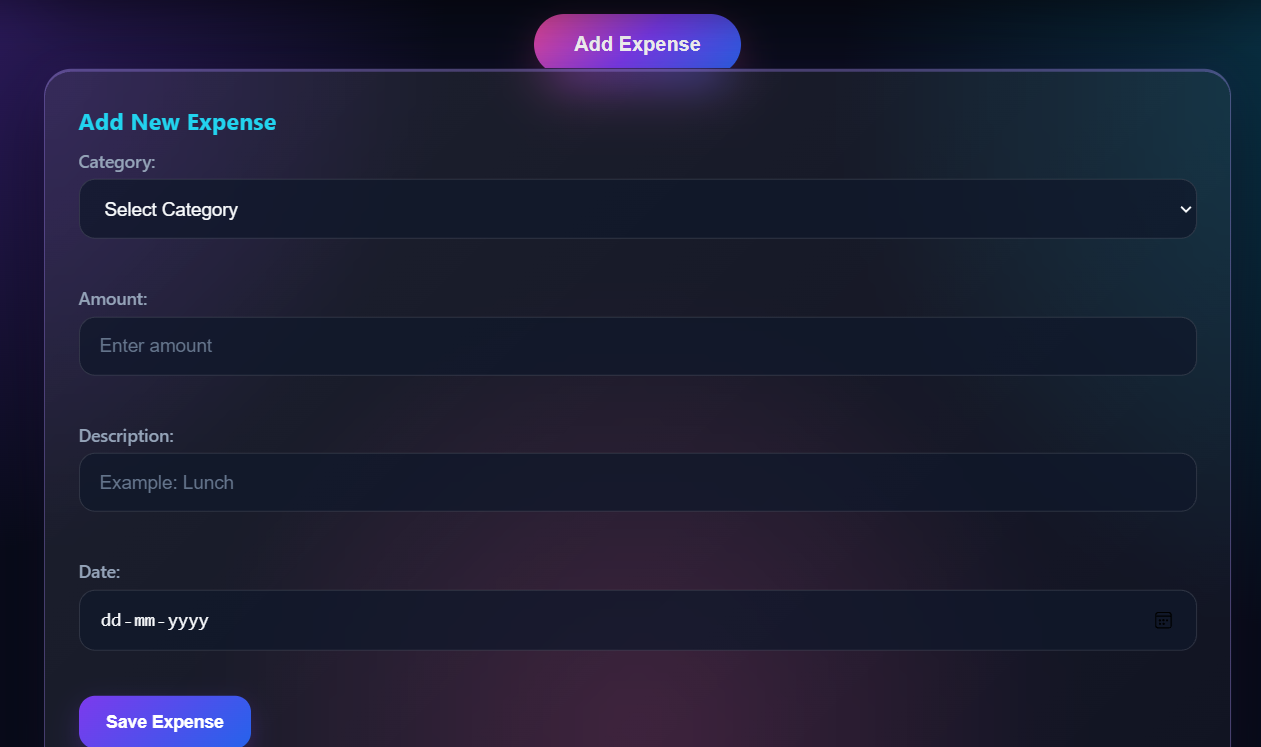 Add Expense
Add New Expense
Category:
Select Category
Amount:
Enter amount
Description:
Example: Lunch
Date:
dd-mm-yyyy
Save Expense